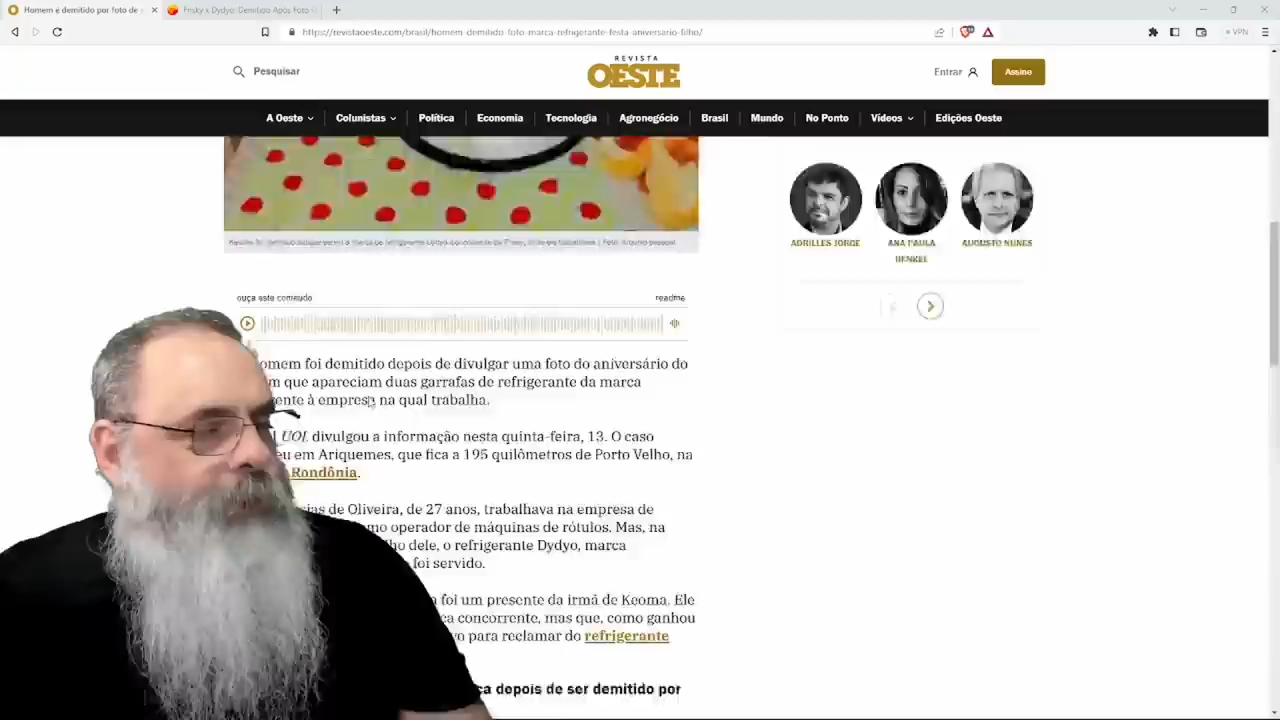 Homem é demitido por foto de
Frisky x Dydyo: Demitido Após Foto
https://revistaoeste.com/brasil/homem-demitido-foto-marca-refrigerante-festa-aniversario-filho/
VPN
Pesquisar
REVISTA
OESTE
Entrar
Assine
A Oeste
Colunistas
Política
Economia
Tecnologia
Agronegócio
Brasil
Mundo
No Ponto
Vídeos
Edições Oeste
ADRILLES JORGE
ANA PAULA
HENKEL
AUGUSTO NUNES
ouça este conteúdo
readme
omem foi demitido depois de divulgar uma foto do aniversário do
m que apareciam duas garrafas de refrigerante da marca
ente à empresa na qual trabalha.
UOL divulgou a informação nesta quinta-feira, 13. O caso
eu em Ariquemes, que fica a 195 quilômetros de Porto Velho, na
Rondônia.
ias de Oliveira, de 27 anos, trabalhava na empresa de
mo operador de máquinas de rótulos. Mas, na
lho dele, o refrigerante Dydyo, marca
foi servido.
foi um presente da irmã de Keoma. Ele
ca concorrente, mas que, como ganhou
vo para reclamar do refrigerante
ca depois de ser demitido por